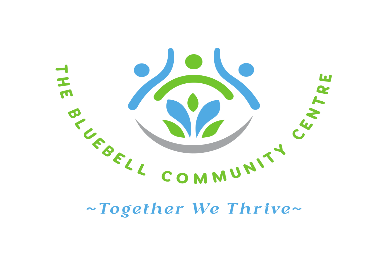 THE BLUEBELL COMMUNITY CENTRE
~Together We Thrive~